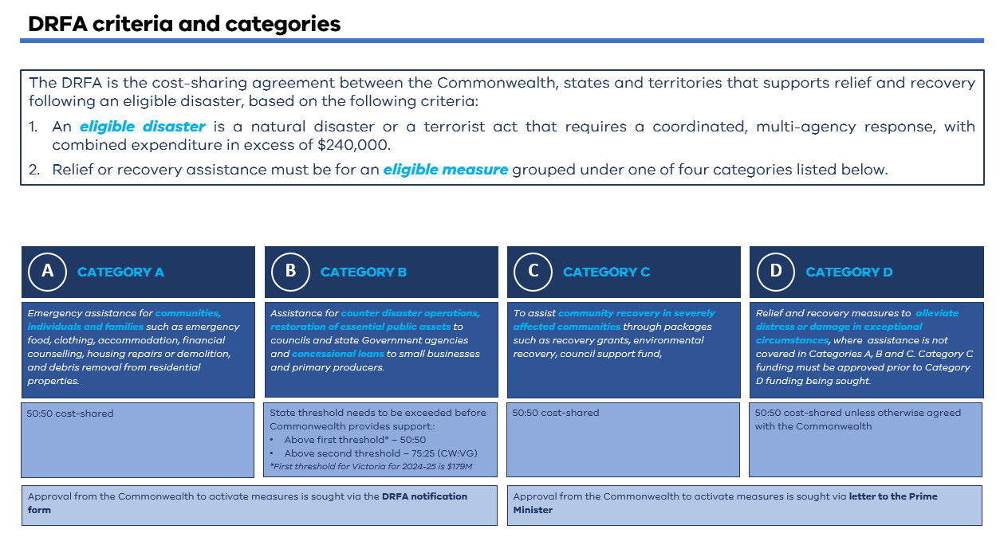 DRFA criteria and categories
The DRFA is the cost-sharing agreement between the Commonwealth, states and territories that supports relief and recovery
following an eligible disaster, based on the following criteria:
1. An eligible disaster is a natural disaster or a terrorist act that requires a coordinated, multi-agency response, with
combined expenditure in excess of $240,000.
2. Relief or recovery assistance must be for an eligible measure grouped under one of four categories listed below.
A CATEGORY A
Emergency assistance for communities,
individuals and families such as emergency
food, clothing, accommodation, financial
counselling, housing repairs or demolition,
and debris removal from residential
properties.
50:50 cost-shared
B CATEGORY B
Assistance for counter disaster operations,
restoration of essential public assets to
councils and state Government agencies
and concessional loans to small businesses
and primary producers.
State threshold needs to be exceeded before
Commonwealth provides support.:
• Above first threshold* – 50:50
• Above second threshold – 75:25 (CW:VG)
*First threshold for Victoria for 2024-25 is $179M
C CATEGORY C
To assist community recovery in severely
affected communities through packages
such as recovery grants, environmental
recovery, council support fund,
50:50 cost-shared
D CATEGORY D
Relief and recovery measures to alleviate
distress or damage in exceptional
circumstances, where assistance is not
covered in Categories A, B and C. Category C
funding must be approved prior to Category
D funding being sought.
50:50 cost-shared unless otherwise agreed
with the Commonwealth
Approval from the Commonwealth to activate measures is sought via the DRFA notification
form
Approval from the Commonwealth to activate measures is sought via letter to the Prime
Minister